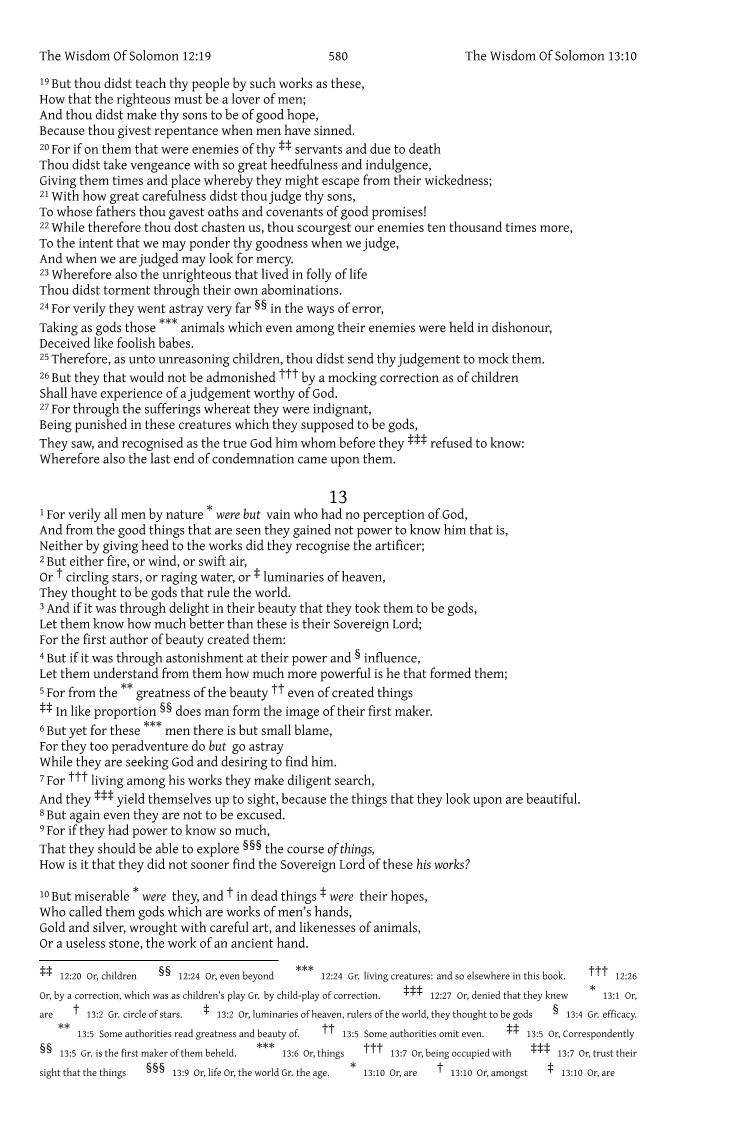 The Wisdom Of Solomon 12:19 580 The Wisdom Of Solomon 13:10
19 But thou didst teach thy people by such works as these,
How that the righteous must be a lover of men;
And thou didst make thy sons to be of good hope,
Because thou givest repentance when men have sinned.
20 For if on them that were enemies of thy ‡‡ servants and due to death
Thou didst take vengeance with so great heedfulness and indulgence,
Giving them times and place whereby they might escape from their wickedness;
21 With how great carefulness didst thou judge thy sons,
To whose fathers thou gavest oaths and covenants of good promises!
22 While therefore thou dost chasten us, thou scourgest our enemies ten thousand times more,
To the intent that we may ponder thy goodness when we judge,
And when we are judged may look for mercy.
23 Wherefore also the unrighteous that lived in folly of life
Thou didst torment through their own abominations.
24 For verily they went astray very far §§ in the ways of error,
Taking as gods those *** animals which even among their enemies were held in dishonour,
Deceived like foolish babes.
25 Therefore, as unto unreasoning children, thou didst send thy judgement to mock them.
26 But they that would not be admonished ††† by a mocking correction as of children
Shall have experience of a judgement worthy of God.
27 For through the sufferings whereat they were indignant,
Being punished in these creatures which they supposed to be gods,
They saw, and recognised as the true God him whom before they ‡‡‡ refused to know:
Wherefore also the last end of condemnation came upon them.
13
1 For verily all men by nature * were but vain who had no perception of God,
And from the good things that are seen they gained not power to know him that is,
Neither by giving heed to the works did they recognise the artificer;
2 But either fire, or wind, or swift air,
Or † circling stars, or raging water, or ‡ luminaries of heaven,
They thought to be gods that rule the world.
3 And if it was through delight in their beauty that they took them to be gods,
Let them know how much better than these is their Sovereign Lord;
For the first author of beauty created them:
4 But if it was through astonishment at their power and § influence,
Let them understand from them how much more powerful is he that formed them;
5 For from the ** greatness of the beauty †† even of created things
‡‡ In like proportion §§ does man form the image of their first maker.
6 But yet for these *** men there is but small blame,
For they too peradventure do but go astray
While they are seeking God and desiring to find him.
7 For ††† living among his works they make diligent search,
And they ‡‡‡ yield themselves up to sight, because the things that they look upon are beautiful.
8 But again even they are not to be excused.
9 For if they had power to know so much,
That they should be able to explore §§§ the course of things,
How is it that they did not sooner find the Sovereign Lord of these his works?
10 But miserable * were they, and † in dead things ‡ were their hopes,
Who called them gods which are works of men's hands,
Gold and silver, wrought with careful art, and likenesses of animals,
Or a useless stone, the work of an ancient hand.
‡‡ 12:20 Or, children §§ 12:24 Or, even beyond *** 12:24 Gr. living creatures: and so elsewhere in this book. ††† 12:26
Or, by a correction, which was as children's play Gr. by child-play of correction. ‡‡‡ 12:27 Or, denied that they knew * 13:1 Or,
are † 13:2 Gr. circle of stars. ‡ 13:2 Or, luminaries of heaven, rulers of the world, they thought to be gods § 13:4 Gr. efficacy.
** 13:5 Some authorities read greatness and beauty of. †† 13:5 Some authorities omit even. ‡‡ 13:5 Or, Correspondently
§§ 13:5 Gr. is the first maker of them beheld. *** 13:6 Or, things ††† 13:7 Or, being occupied with ‡‡‡ 13:7 Or, trust their
sight that the things §§§ 13:9 Or, life Or, the world Gr. the age. * 13:10 Or, are † 13:10 Or, amongst ‡ 13:10 Or, are